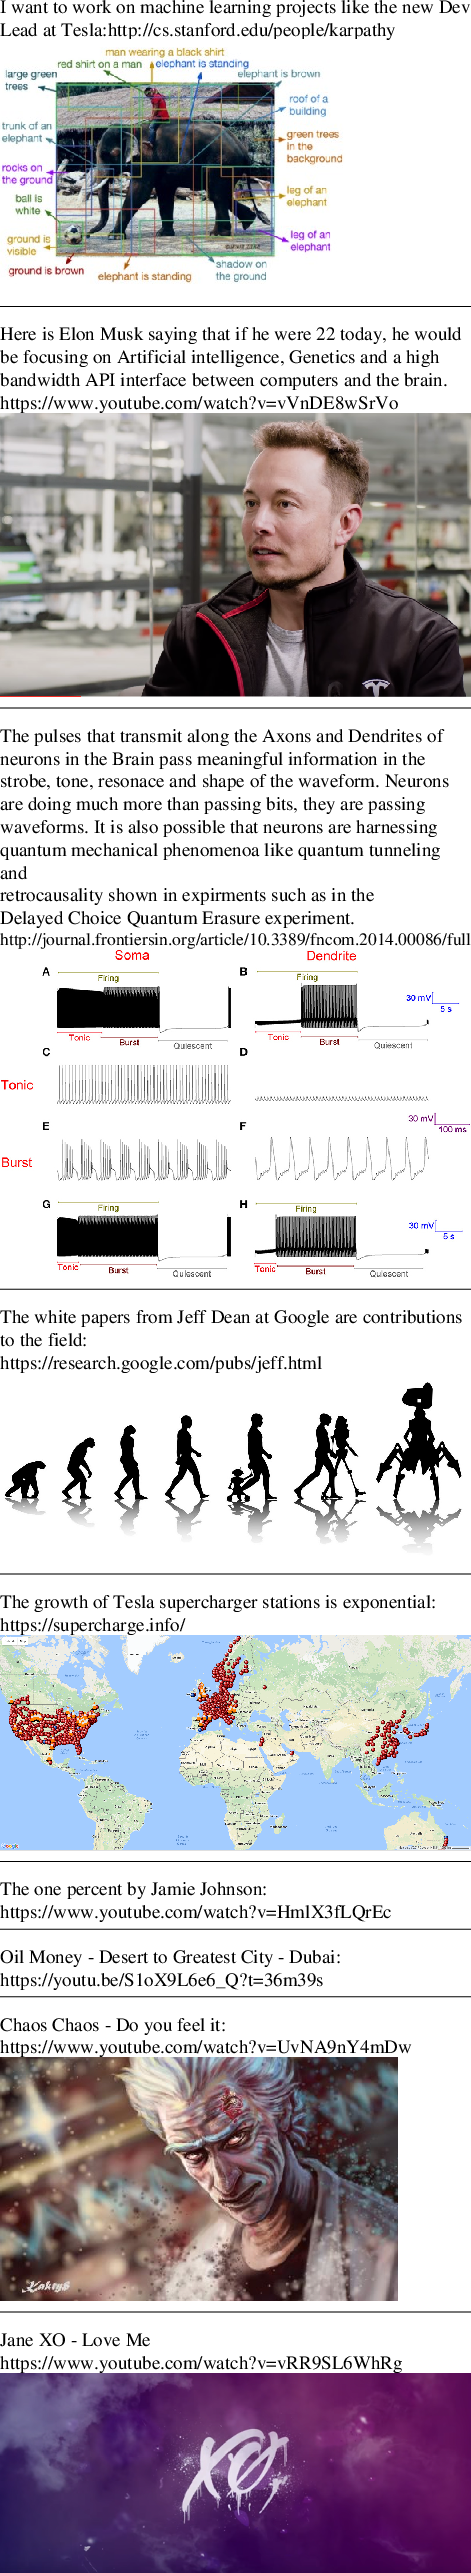 I want to work on machine learning projects like the new Dev
Lead at Tesla:http://cs.stanford.edu/people/karpathy
man wearing a black shirt
red shirt on a man
elephant is standing
large green
trees
elephant is brown
roof of a
building
trunk of an
elephant
green trees
in the
background
rocks on
the ground
leg of an
elephant
ball is
white
ground is
visible
leg of an
elephant
ground is brown
elephant is standing
shadow on
the ground
Here is Elon Musk saying that if he were 22 today, he would
be focusing on Artificial intelligence, Genetics and a high
bandwidth API interface between computers and the brain.
https://www.youtube.com/watch?v=vVnDE8wSrVo
The pulses that transmit along the Axons and Dendrites of
neurons in the Brain pass meaningful information in the
strobe, tone, resonace and shape of the waveform. Neurons
are doing much more than passing bits, they are passing
waveforms. It is also possible that neurons are harnessing
quantum mechanical phenomenoa like quantum tunneling
and
retrocausality shown in expirments such as in the
Delayed Choice Quantum Erasure experiment.
http://journal.frontiersin.org/article/10.3389/fncom.2014.00086/full
Soma Dendrite
A Firing B Firing
30 mV
5 s
Tonic Burst Quiescent Tonic Burst Quiescent
C D
Tonic
30 mV
100 ms
E F
Burst
G Firing H Firing
30 mV
5 s
Tonic Burst Quiescent Tonic Burst Quiescent
The white papers from Jeff Dean at Google are contributions
to the field:
https://research.google.com/pubs/jeff.html
The growth of Tesla supercharger stations is exponential:
https://supercharge.info/
Google
The one percent by Jamie Johnson:
https://www.youtube.com/watch?v=HmlX3fLQrEc
Oil Money - Desert to Greatest City - Dubai:
https://youtu.be/S1oX9L6e6_Q?t=36m39s
Chaos Chaos - Do you feel it:
https://www.youtube.com/watch?v=UvNA9nY4mDw
Jane XO - Love Me
https://www.youtube.com/watch?v=vRR9SL6WhRg
XO